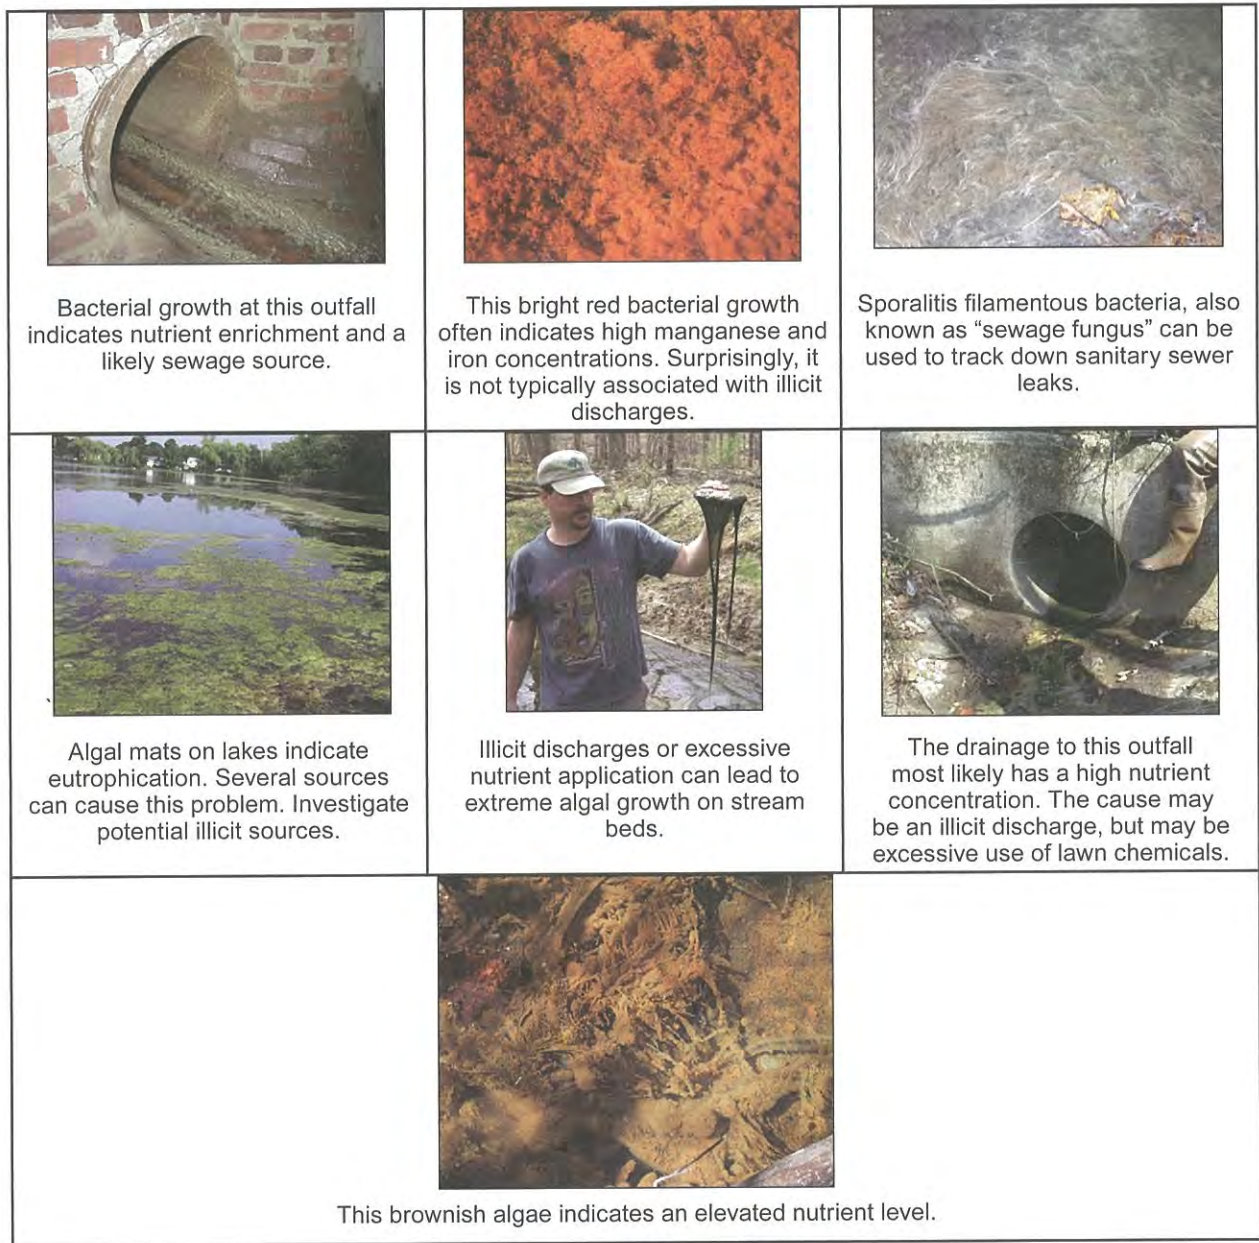 Bacterial growth at this outfall
indicates nutrient enrichment and a
likely sewage source.
This bright red bacterial growth
often indicates high manganese and
iron concentrations. Surprisingly, it
is not typically associated with illicit
discharges.
Sporalitis filamentous bacteria, also
known as “sewage fungus” can be
used to track down sanitary sewer
leaks.
Algal mats on lakes indicate
eutrophication. Several sources
can cause this problem. Investigate
potential illicit sources.
Illicit discharges or excessive
nutrient application can lead to
extreme algal growth on stream
beds.
The drainage to this outfall
most likely has a high nutrient
concentration. The cause may
be an illicit discharge, but may be
excessive use of lawn chemicals.
This brownish algae indicates an elevated nutrient level.